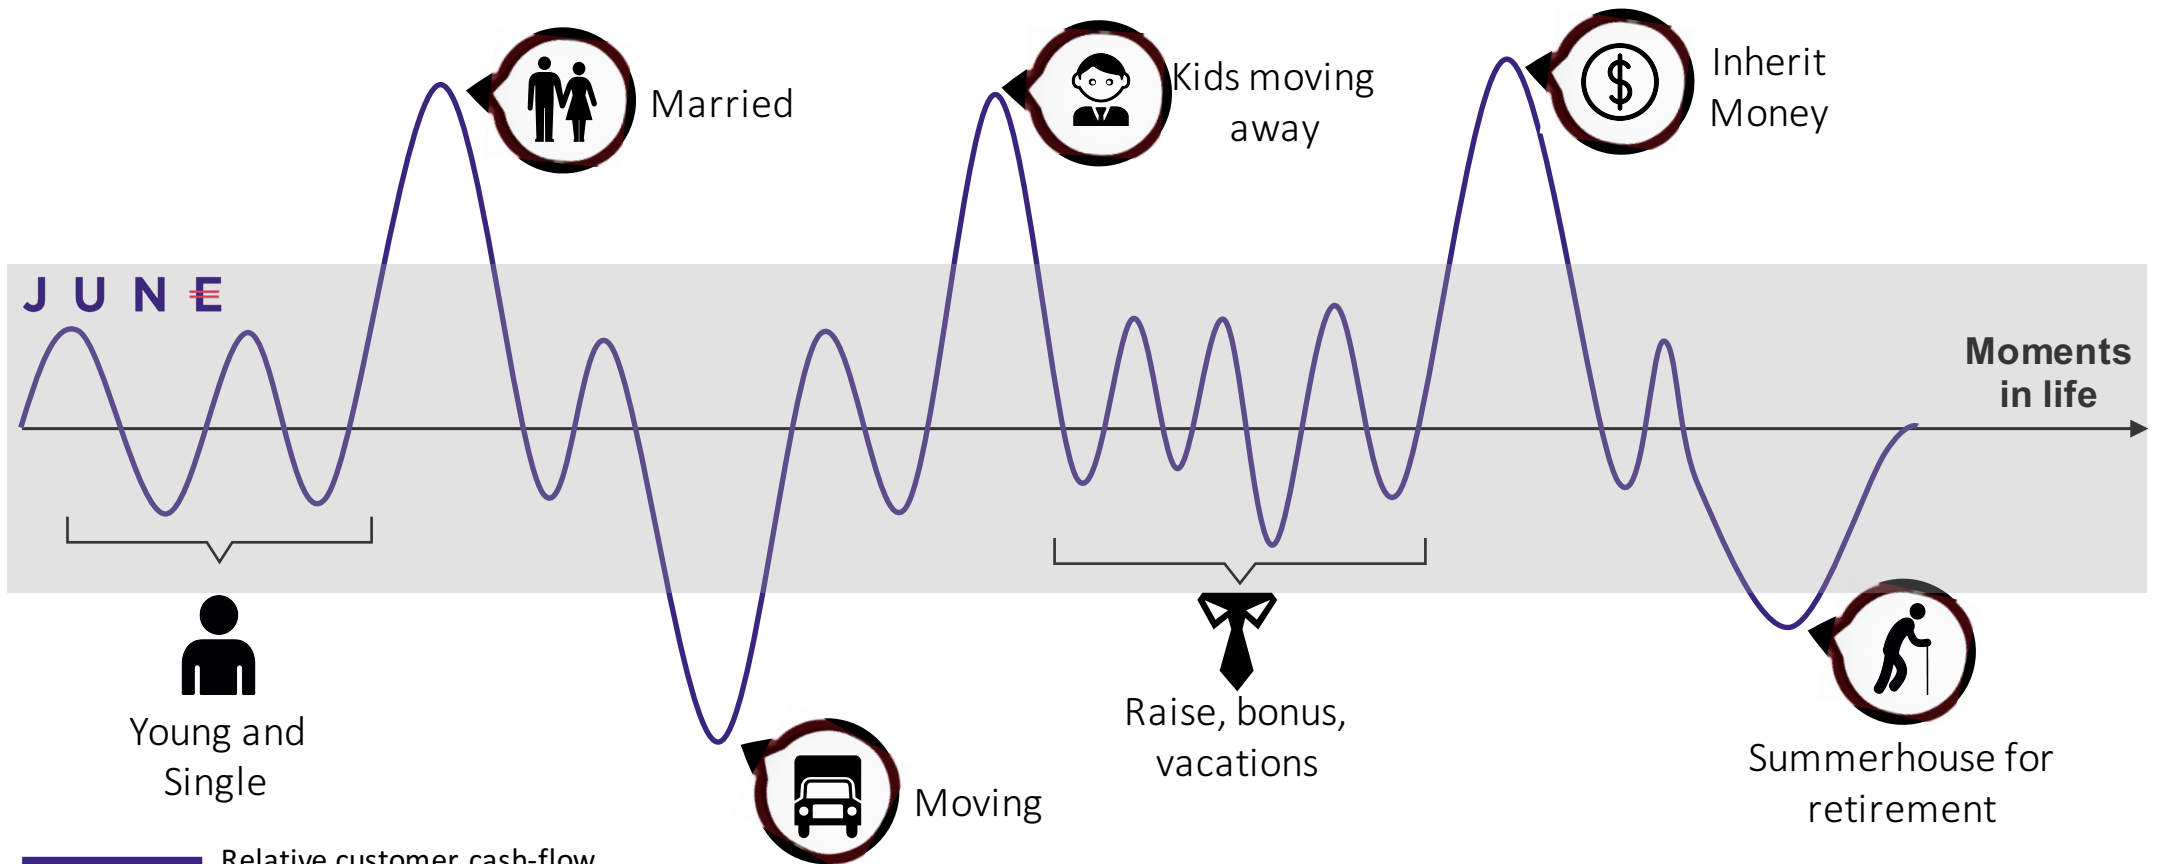 Married
Kids moving
away
Inherit
Money
JUNE
Moments
in life
Young and
Single
Moving
Raise, bonus,
vacations
Summerhouse for
retirement
Relative customer cash-flow